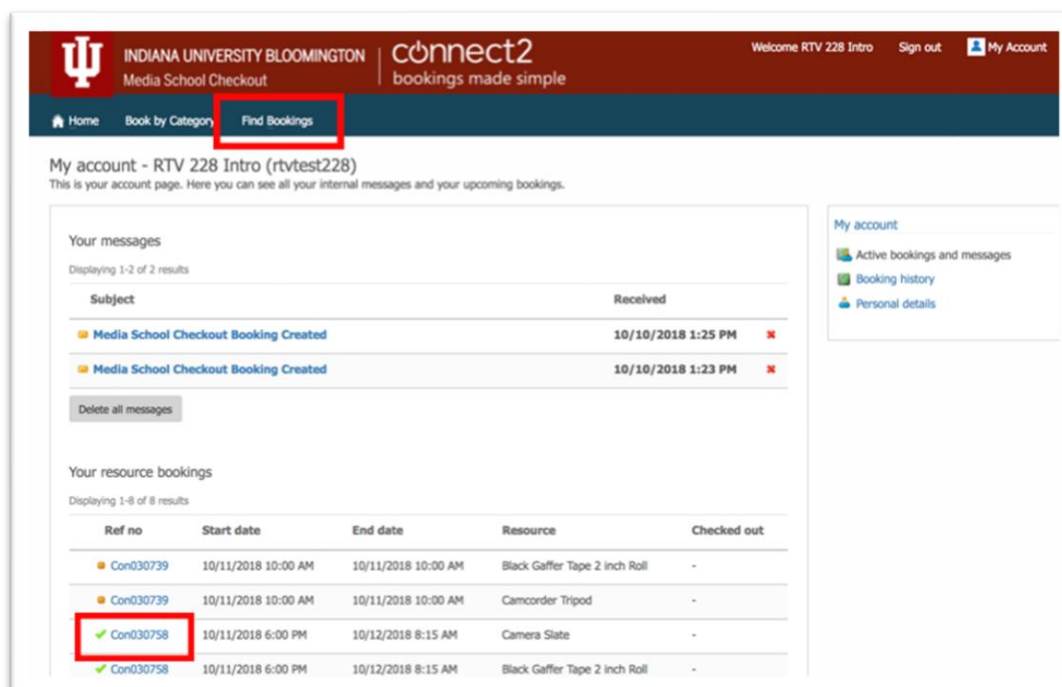 INDIANA UNIVERSITY BLOOMINGTON
Media School Checkout
connect2
bookings made simple
Welcome RTV 228 Intro Sign out My Account
Home Book by Category Find Bookings
My account - RTV 228 Intro (rtvtest228)
This is your account page. Here you can see all your internal messages and your upcoming bookings.
Your messages
Displaying 1-2 of 2 results
Subject Received
Media School Checkout Booking Created 10/10/2018 1:25 PM
Media School Checkout Booking Created 10/10/2018 1:23 PM
Delete all messages
Your resource bookings
Displaying 1-8 of 8 results
Ref no Start date End date Resource Checked out
Con030739 10/11/2018 10:00 AM 10/11/2018 10:00 AM Black Gaffer Tape 2 inch Roll -
Con030739 10/11/2018 10:00 AM 10/11/2018 10:00 AM Camcorder Tripod -
Con030758 10/11/2018 6:00 PM 10/12/2018 8:15 AM Camera Slate -
Con030758 10/11/2018 6:00 PM 10/12/2018 8:15 AM Black Gaffer Tape 2 inch Roll -
My account
Active bookings and messages
Booking history
Personal details